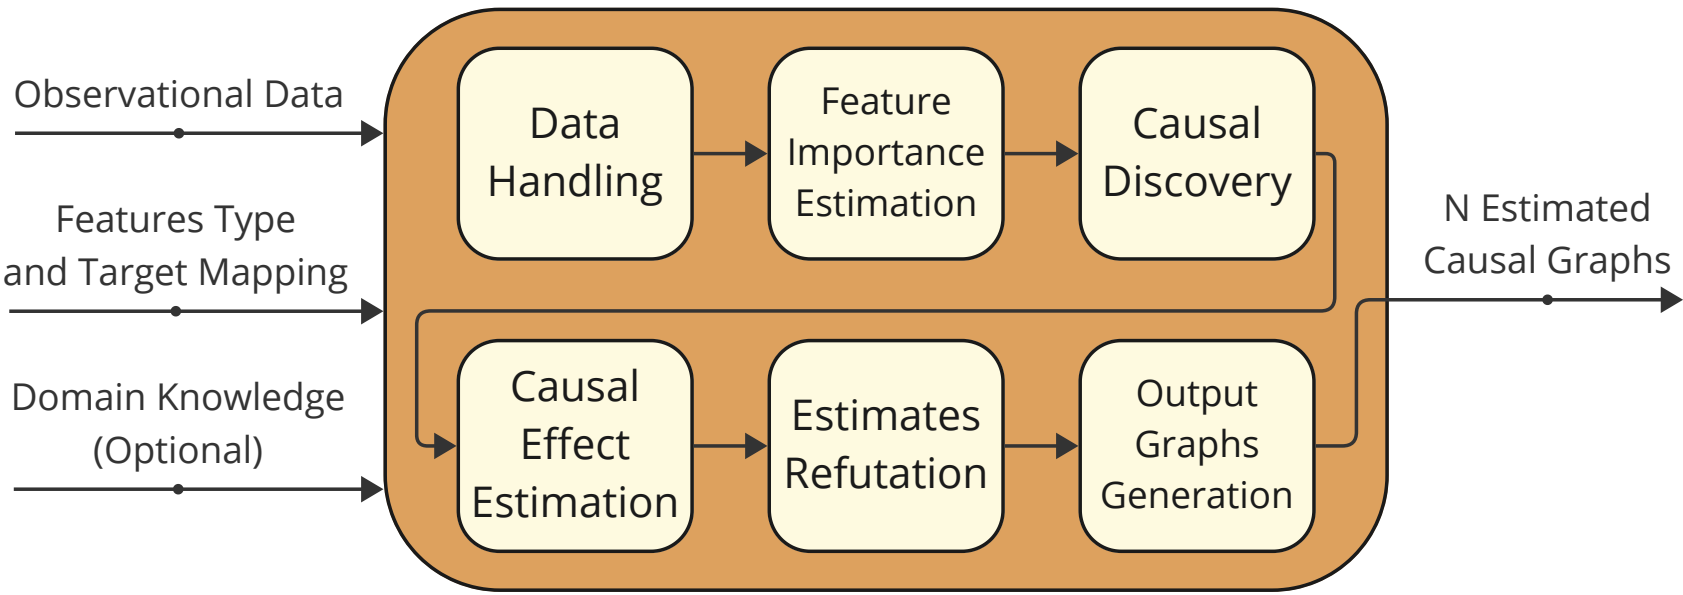 Observational Data
Features Type
and Target Mapping
Domain Knowledge
(Optional)
Data
Handling
Feature
Importance
Estimation
Causal
Discovery
Causal
Effect
Estimation
Estimates
Refutation
Output
Graphs
Generation
N Estimated
Causal Graphs